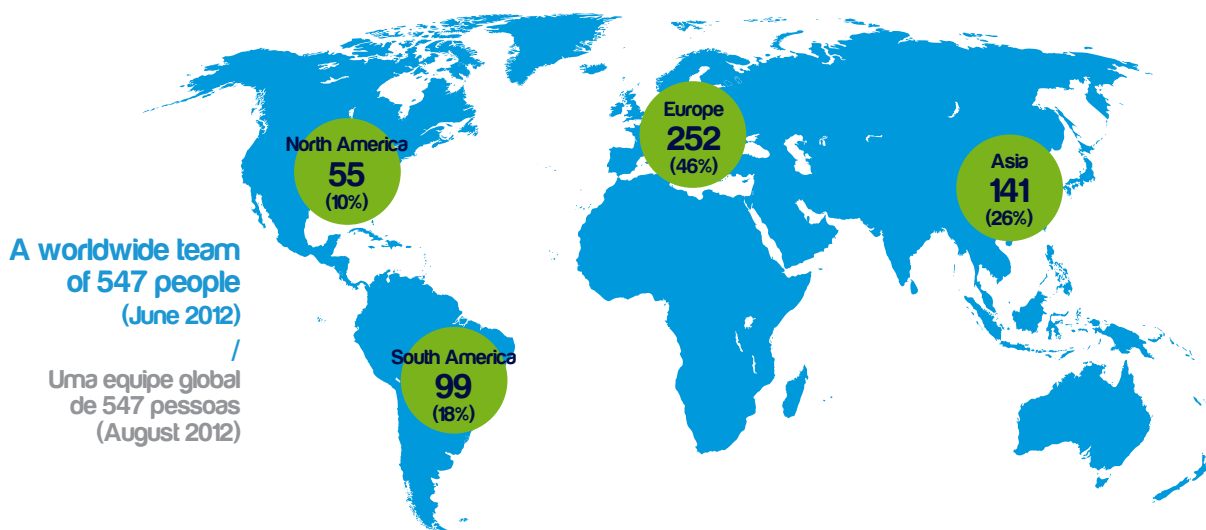 North America
55
(10%)
Europe
252
(46%)
Asia
141
(26%)
A worldwide team
of 547 people
(June 2012)
/
Uma equipe global
de 547 pessoas
(August 2012)
South America
99
(18%)